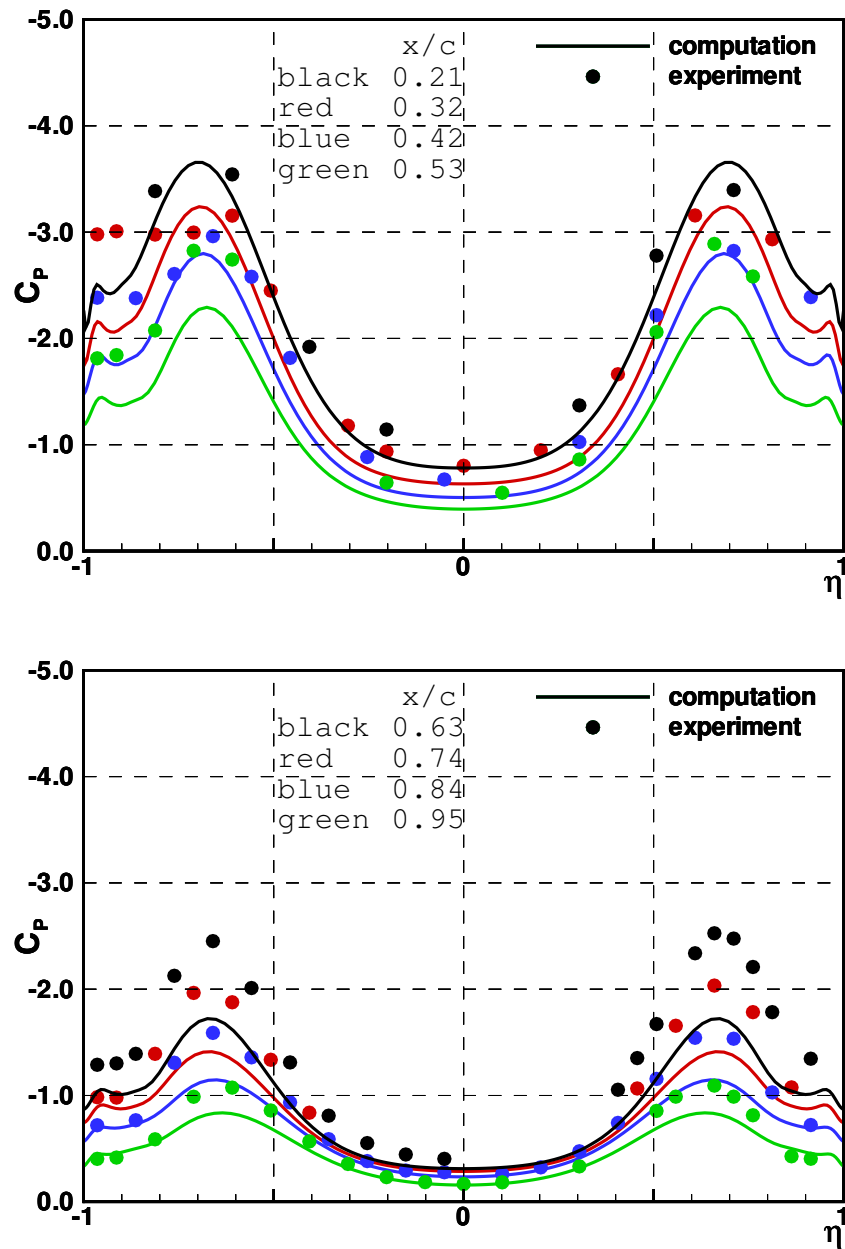 -5.0
x/c
computation
black 0.21
experiment
red 0.32
-4.0
blue 0.42
green 0.53
-3.0
CP
-2.0
-1.0
0.0
-1 0 1
η
-5.0
x/c
computation
black 0.63
experiment
red 0.74
-4.0
blue 0.84
green 0.95
-3.0
CP
-2.0
-1.0
0.0
-1 0 1
η